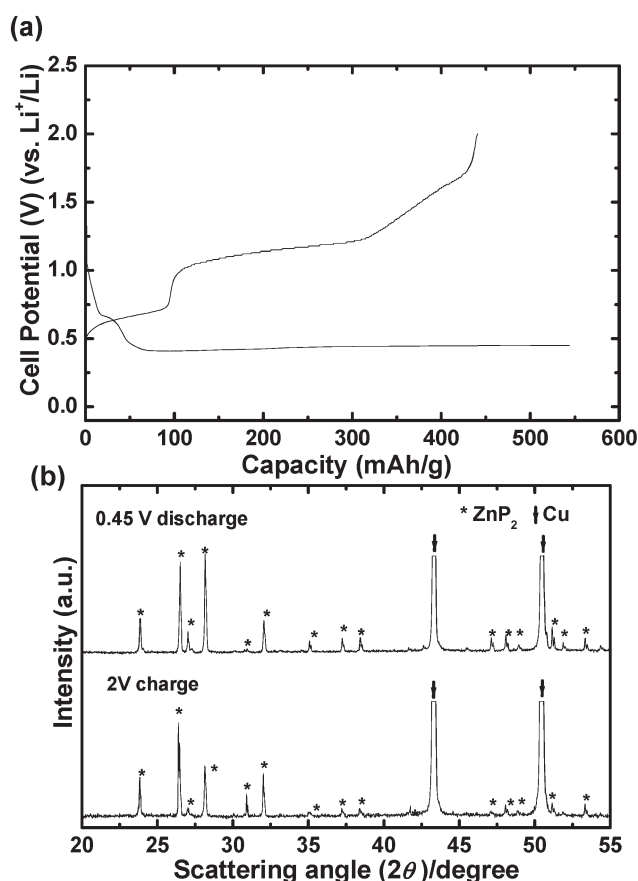 (a)
Cell Potential (V) (vs. Li⁺/Li)
2.5
2.0
1.5
1.0
0.5
0.0
0 100 200 300 400 500 600
Capacity (mAh/g)
(b)
Intensity (a.u.)
0.45 V discharge
* ZnP₂ Cu
* * * * * * * * * * * * * * *
2V charge
* * * * * * * * * * * * * *
20 25 30 35 40 45 50 55
Scattering angle (2θ)/degree